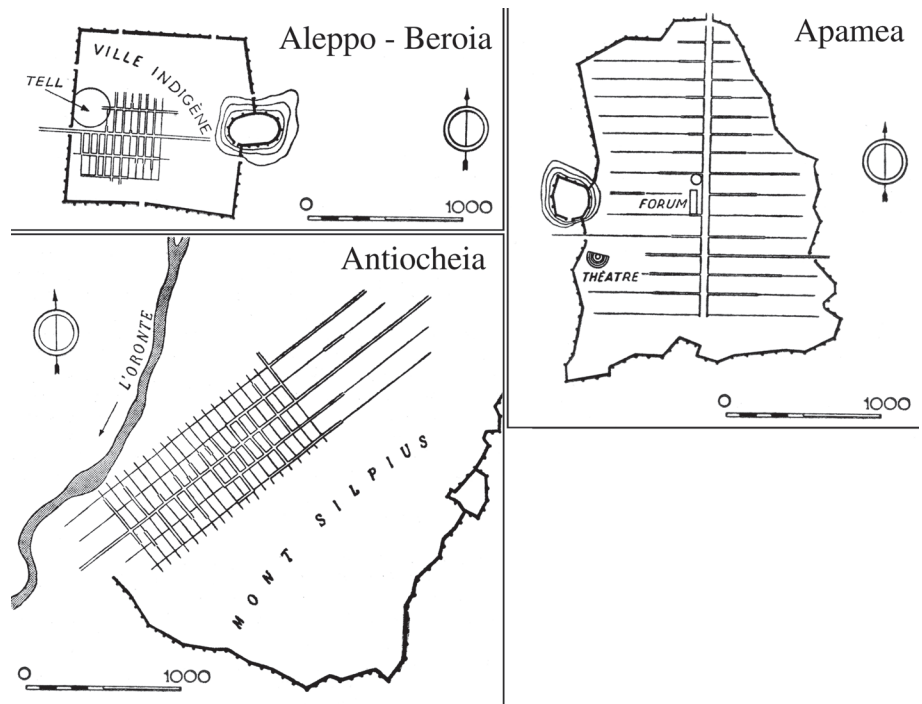 Aleppo - Beroia
VILLE INDIGÈNE
TELL
0 1000
Apamea
FORUM
THÉATRE
0 1000
Antiocheia
L'ORONTE
MONT SILPIUS
0 1000